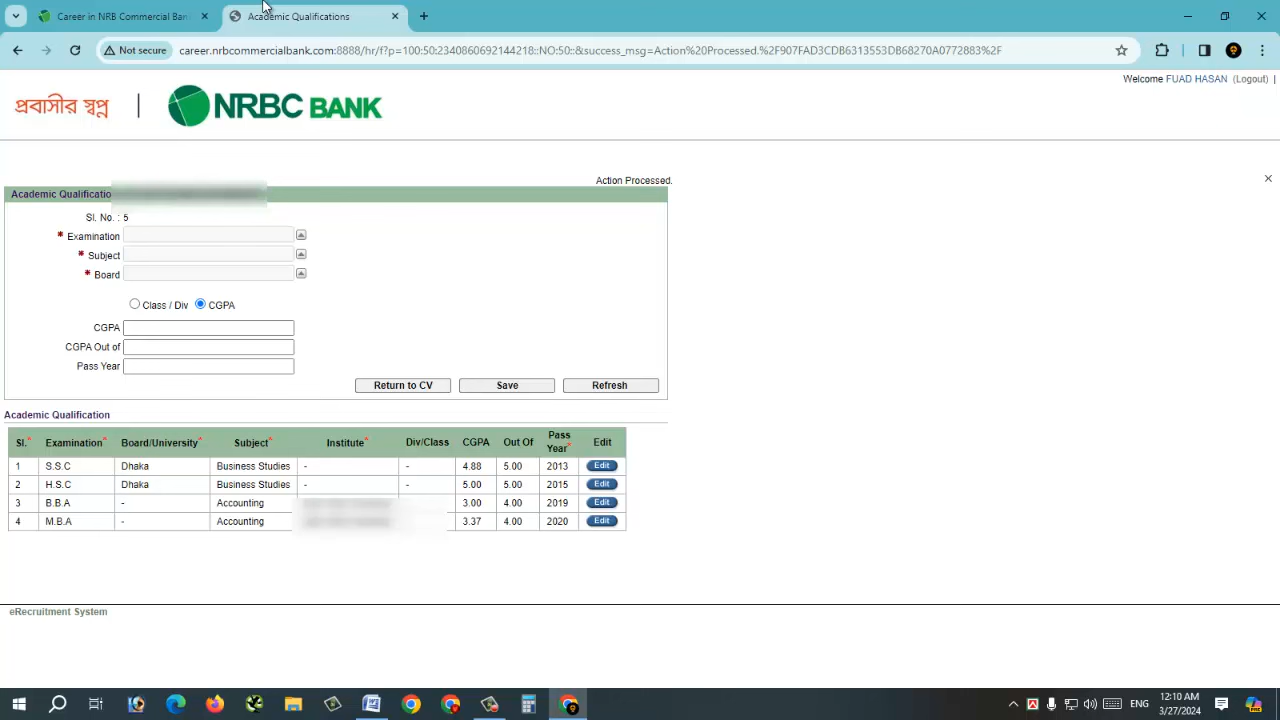 Career in NRB Commercial Ban
Academic Qualifications
Not secure
career.nrbcommercialbank.com:8888/hr/f?p=100:50:2340860692144218::NO:50::&success_msg=Action%20Processed.%2F907FAD3CDB6313553DB68270A0772883%2F
Welcome FUAD HASAN (Logout) |
প্রবাসীর স্বপ্ন | NRBC BANK
Action Processed.
Academic Qualificatio
Sl. No. : 5
* Examination
* Subject
* Board
Class / Div CGPA
CGPA
CGPA Out of
Pass Year
Return to CV Save Refresh
Academic Qualification
Sl.* Examination* Board/University* Subject* Institute* Div/Class CGPA Out Of Pass Year* Edit
1 S.S.C Dhaka Business Studies - - 4.88 5.00 2013 Edit
2 H.S.C Dhaka Business Studies - - 5.00 5.00 2015 Edit
3 B.B.A - Accounting 3.00 4.00 2019 Edit
4 M.B.A - Accounting 3.37 4.00 2020 Edit
eRecruitment System
ENG
12:10 AM
3/27/2024